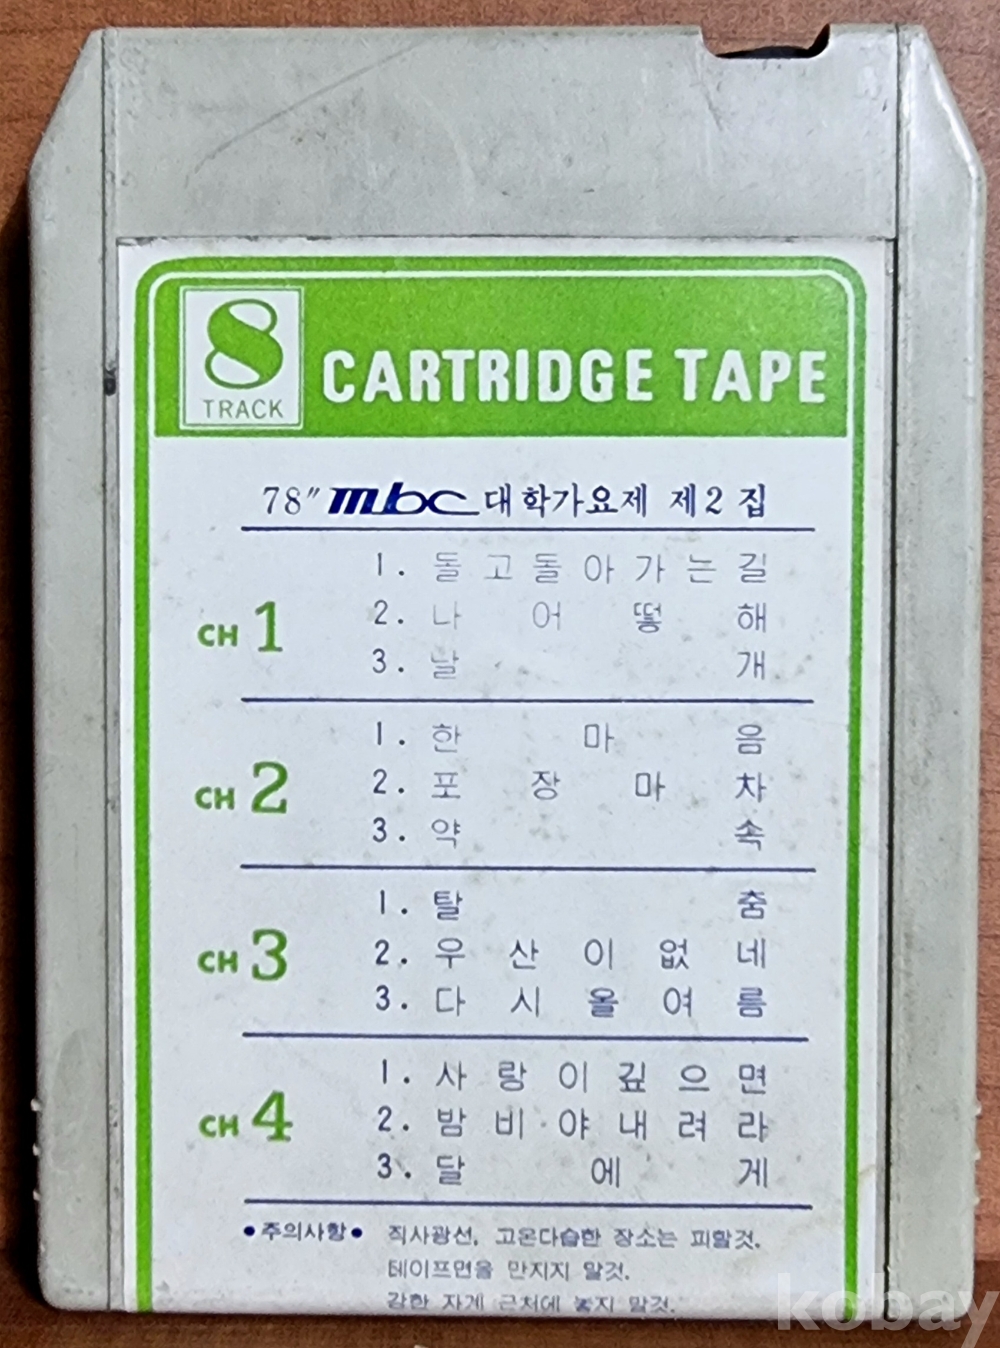 8
TRACK
CARTRIDGE TAPE
78″ mbc 대학가요제 제2집
CH 1
1. 돌고돌아가는길
2. 나 어 떻 해
3. 날 개
CH 2
1. 한 마 음
2. 포 장 마 차
3. 약 속
CH 3
1. 탈 춤
2. 우 산 이 없 네
3. 다 시 올 여 름
CH 4
1. 사 랑 이 깊 으 면
2. 밤 비 야 내 려 라
3. 달 에 게
●주의사항● 직사광선, 고온다습한 장소는 피할것.
테이프면을 만지지 말것.
강한 자계 근처에 놓지 말것.
kobay